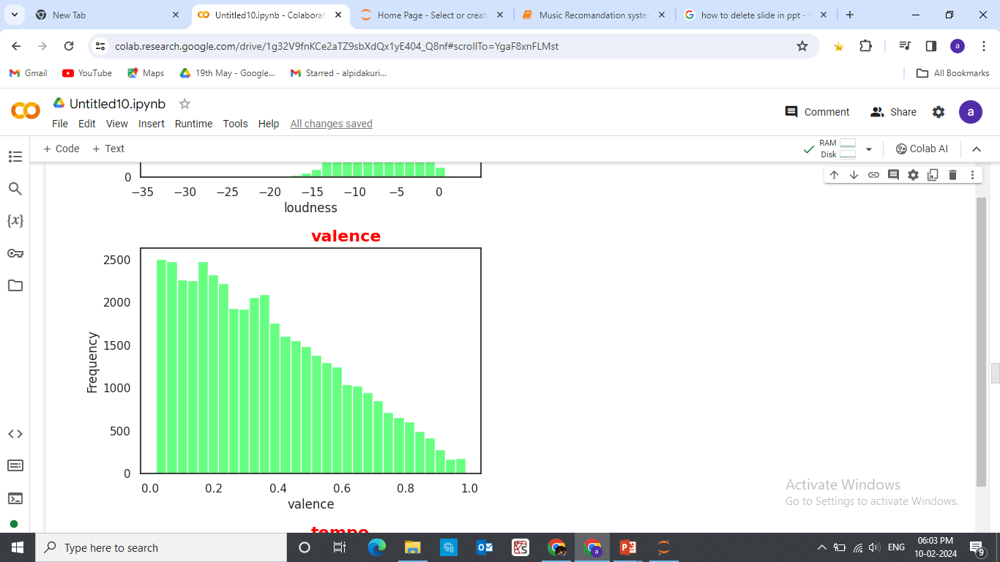 New Tab
Untitled10.ipynb - Colaborat
Home Page - Select or creat
Music Recomandation syste
how to delete slide in ppt -
colab.research.google.com/drive/1g32V9fnKCe2aTZ9sbXdQx1yE404_Q8nf#scrollTo=YgaF8xnFLMst
a
Gmail
YouTube
Maps
19th May - Google...
Starred - alpidakuri...
All Bookmarks
Untitled10.ipynb
File Edit View Insert Runtime Tools Help All changes saved
Comment
Share
a
+ Code + Text
RAM
Disk
Colab AI
{x}
0
−35 −30 −25 −20 −15 −10 −5 0
loudness
valence
2500
2000
1500
1000
500
0
Frequency
0.0 0.2 0.4 0.6 0.8 1.0
valence
tempo
Activate Windows
Go to Settings to activate Windows.
Type here to search
ENG
06:03 PM
10-02-2024
9